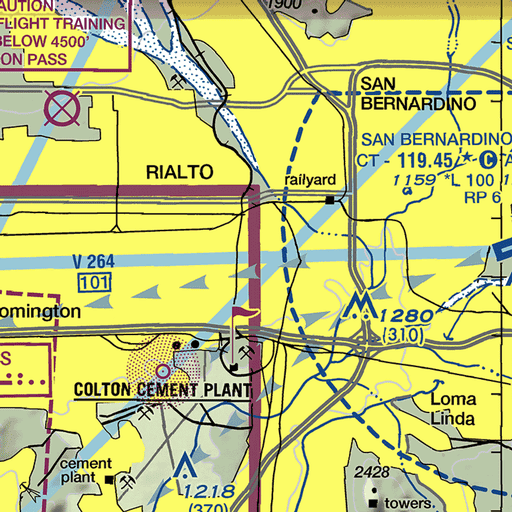 AUTION
FLIGHT TRAINING
BELOW 4500'
ON PASS
1900
SAN
BERNARDINO
SAN BERNARDINO
CT - 119.45 * C
1159 *L 100
RP 6
railyard
RIALTO
V 264
101
oomington
1280
(310)
S
COLTON CEMENT PLANT
Loma
Linda
cement
plant
1218
(370)
2428
towers